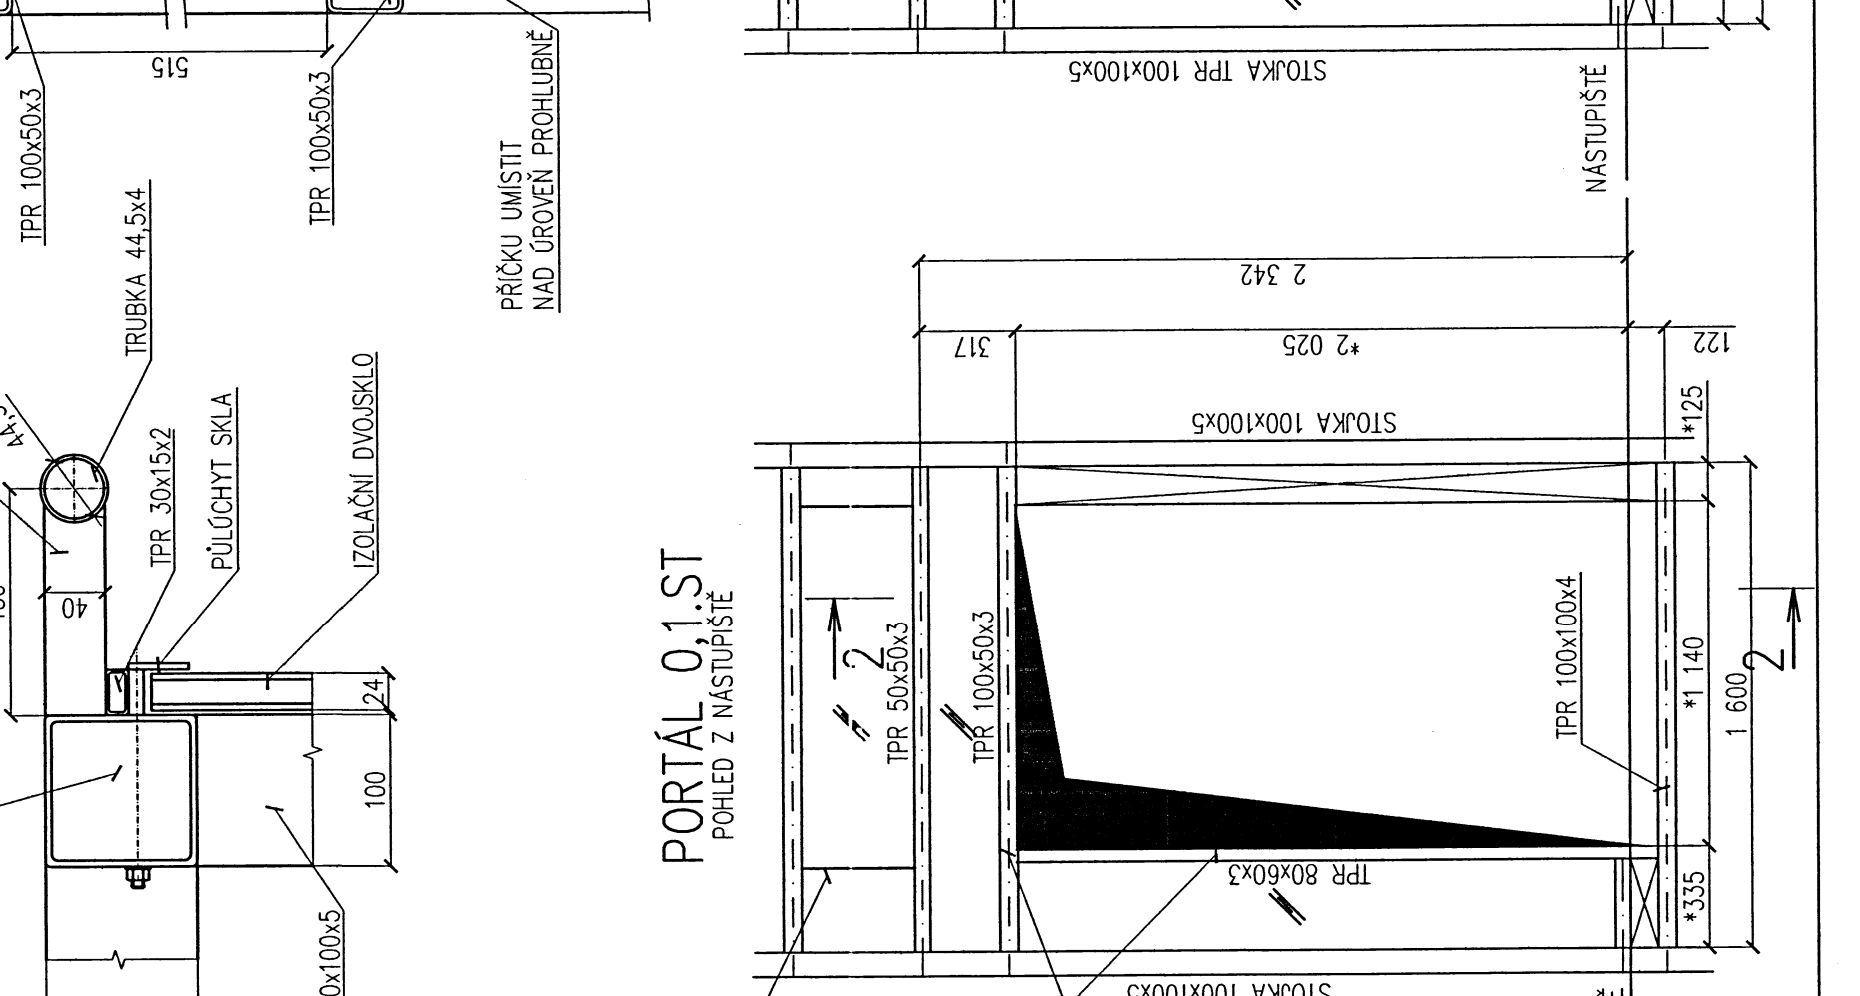 515
TPR 100x50x3
TPR 100x50x3
PŘÍČKU UMÍSTIT
NAD ÚROVEŇ PROHLUBNĚ
TRUBKA 44,5x4
40
TPR 30x15x2
PŮLÚCHYT SKLA
IZOLAČNÍ DVOJSKLO
24
100
STOJKA TPR 100x100x5
NÁSTUPIŠTĚ
2 342
317
*2 025
122
STOJKA 100x100x5
*125
PORTÁL 0,1.ST
POHLED Z NÁSTUPIŠTĚ
2
TPR 50x50x3
TPR 100x50x3
TPR 100x100x4
*1 140
1 600
2
TPR 80x60x3
*335
STOJKA 100x100x5